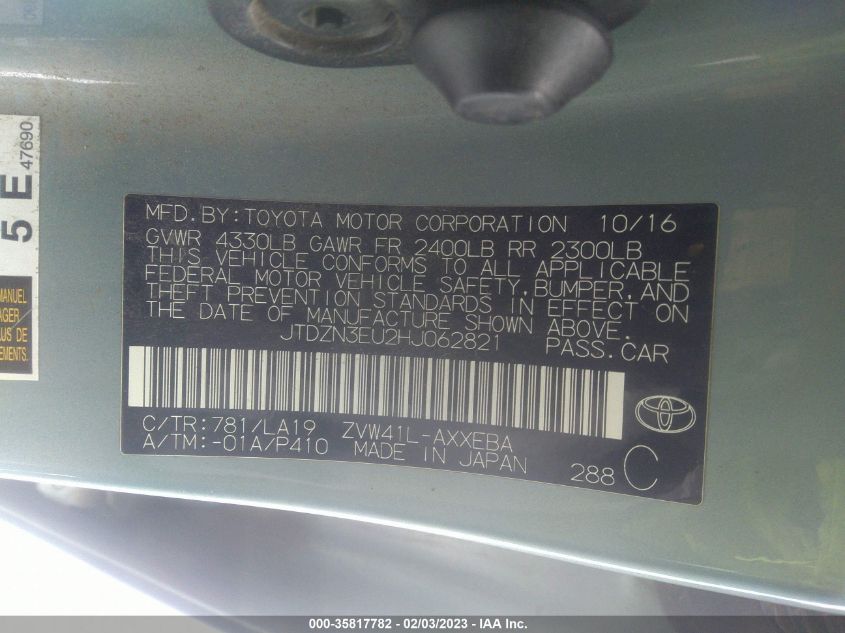 MFD. BY: TOYOTA MOTOR CORPORATION 10/16
GVWR 4330LB GAWR FR 2400LB RR 2300LB
THIS VEHICLE CONFORMS TO ALL APPLICABLE
FEDERAL MOTOR VEHICLE SAFETY, BUMPER, AND
THEFT PREVENTION STANDARDS IN EFFECT ON
THE DATE OF MANUFACTURE SHOWN ABOVE.
JTDZN3EU2HJ062821 PASS. CAR
C/TR: 781/LA19 ZVW41L-AXXEBA
A/TM: -01A/P410 MADE IN JAPAN
288 C
5 E
47690
MANUEL
PLUS DE
000-35817782 - 02/03/2023 - IAA Inc.